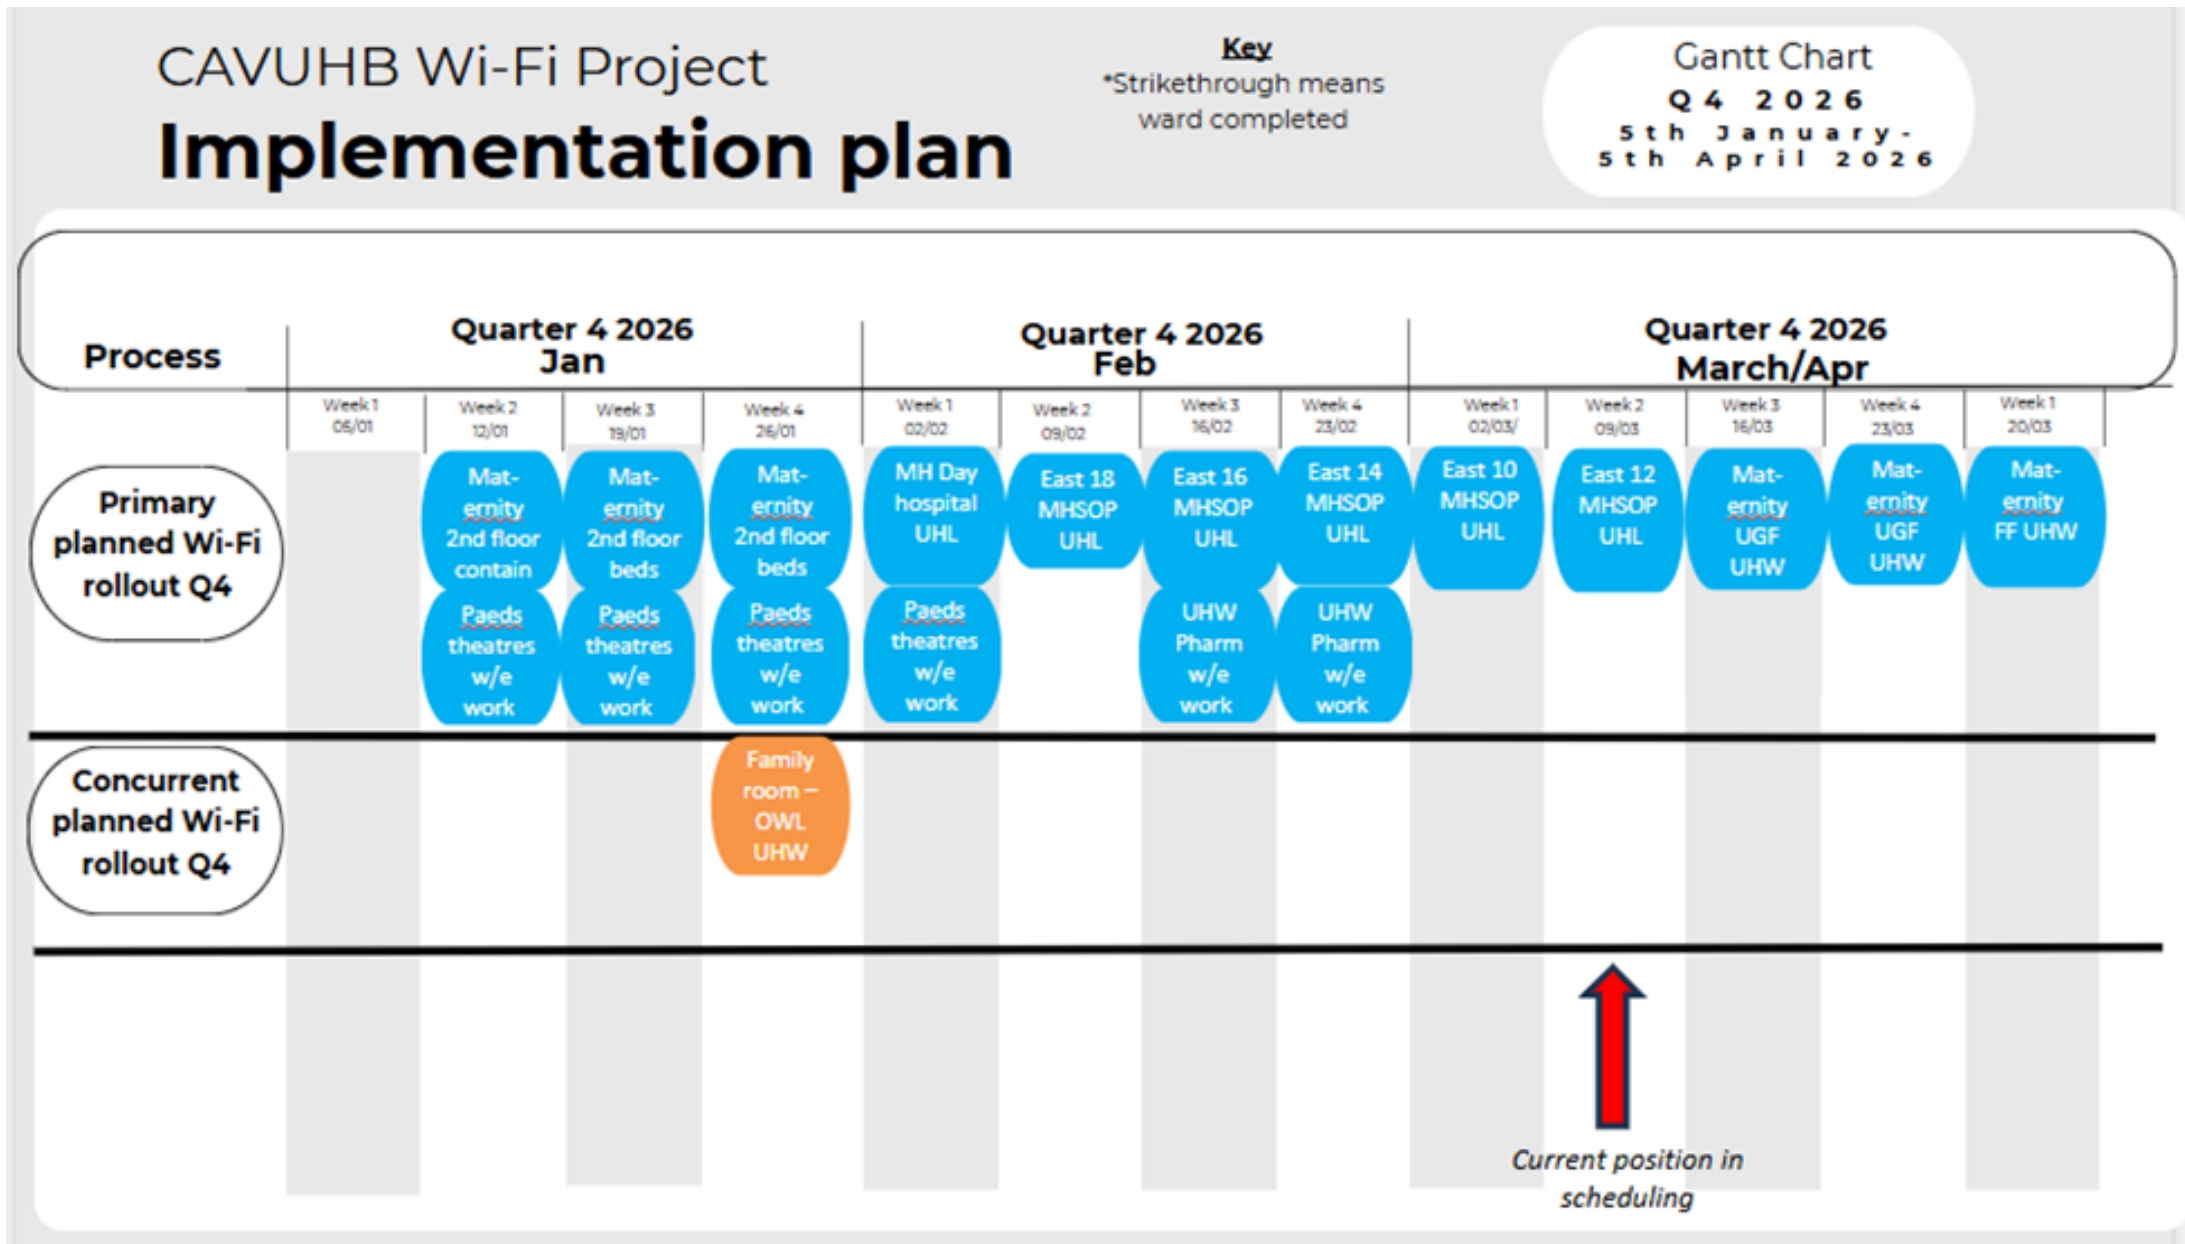 CAVUHB Wi-Fi Project
Implementation plan
Key
*Strikethrough means
ward completed
Gantt Chart
Q4 2026
5th January-
5th April 2026
Process
Quarter 4 2026
Jan
Quarter 4 2026
Feb
Quarter 4 2026
March/Apr
Week 1
05/01
Week 2
12/01
Week 3
19/01
Week 4
26/01
Week 1
02/02
Week 2
09/02
Week 3
16/02
Week 4
23/02
Week 1
02/03/
Week 2
09/03
Week 3
16/03
Week 4
23/03
Week 1
20/03
Primary
planned Wi-Fi
rollout Q4
Mat-
ernity
2nd floor
contain
Mat-
ernity
2nd floor
beds
Mat-
ernity
2nd floor
beds
MH Day
hospital
UHL
East 18
MHSOP
UHL
East 16
MHSOP
UHL
East 14
MHSOP
UHL
East 10
MHSOP
UHL
East 12
MHSOP
UHL
Mat-
ernity
UGF
UHW
Mat-
ernity
UGF
UHW
Mat-
ernity
FF UHW
Paeds
theatres
w/e
work
Paeds
theatres
w/e
work
Paeds
theatres
w/e
work
Paeds
theatres
w/e
work
UHW
Pharm
w/e
work
UHW
Pharm
w/e
work
Concurrent
planned Wi-Fi
rollout Q4
Family
room –
OWL
UHW
Current position in
scheduling